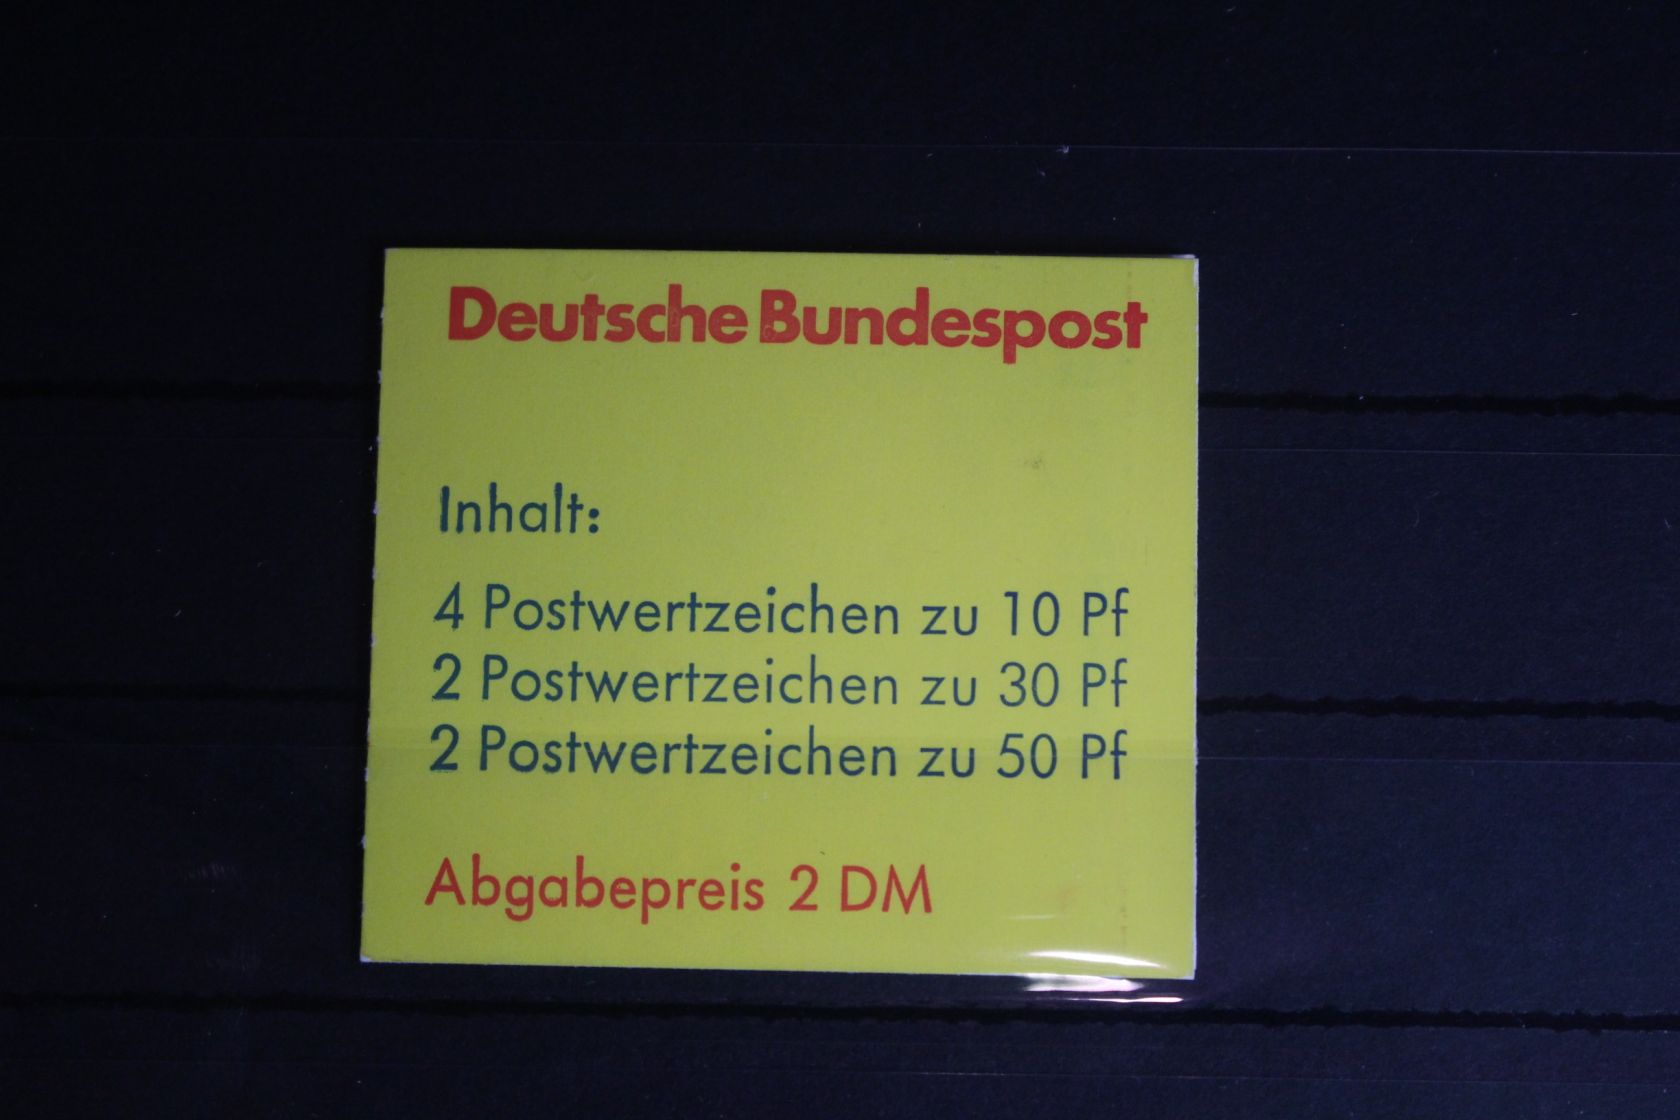 Deutsche Bundespost
Inhalt:
4 Postwertzeichen zu 10 Pf
2 Postwertzeichen zu 30 Pf
2 Postwertzeichen zu 50 Pf
Abgabepreis 2 DM